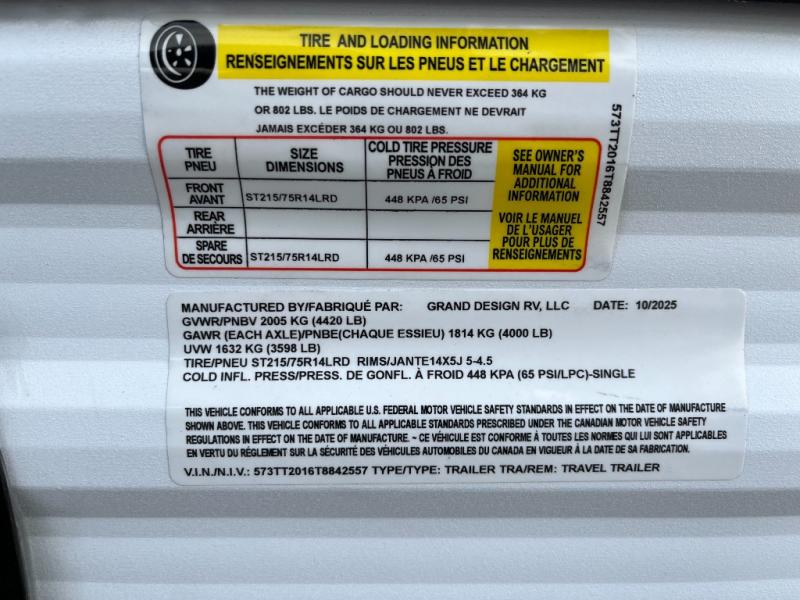 TIRE AND LOADING INFORMATION
RENSEIGNEMENTS SUR LES PNEUS ET LE CHARGEMENT
THE WEIGHT OF CARGO SHOULD NEVER EXCEED 364 KG
OR 802 LBS. LE POIDS DE CHARGEMENT NE DEVRAIT
JAMAIS EXCÉDER 364 KG OU 802 LBS.
TIRE PNEU SIZE DIMENSIONS COLD TIRE PRESSURE PRESSION DES PNEUS À FROID
FRONT AVANT ST215/75R14LRD 448 KPA /65 PSI
REAR ARRIÈRE
SPARE DE SECOURS ST215/75R14LRD 448 KPA /65 PSI
SEE OWNER'S
MANUAL FOR
ADDITIONAL
INFORMATION
VOIR LE MANUEL
DE L'USAGER
POUR PLUS DE
RENSEIGNEMENTS
573TT2016T8842557
MANUFACTURED BY/FABRIQUÉ PAR: GRAND DESIGN RV, LLC DATE: 10/2025
GVWR/PNBV 2005 KG (4420 LB)
GAWR (EACH AXLE)/PNBE(CHAQUE ESSIEU) 1814 KG (4000 LB)
UVW 1632 KG (3598 LB)
TIRE/PNEU ST215/75R14LRD RIMS/JANTE14X5J 5-4.5
COLD INFL. PRESS/PRESS. DE GONFL. À FROID 448 KPA (65 PSI/LPC)-SINGLE
THIS VEHICLE CONFORMS TO ALL APPLICABLE U.S. FEDERAL MOTOR VEHICLE SAFETY STANDARDS IN EFFECT ON THE DATE OF MANUFACTURE
SHOWN ABOVE. THIS VEHICLE CONFORMS TO ALL APPLICABLE STANDARDS PRESCRIBED UNDER THE CANADIAN MOTOR VEHICLE SAFETY
REGULATIONS IN EFFECT ON THE DATE OF MANUFACTURE. ~ CE VÉHICULE EST CONFORME À TOUTES LES NORMES QUI LUI SONT APPLICABLES
EN VERTU DU RÈGLEMENT SUR LA SÉCURITÉ DES VÉHICULES AUTOMOBILES DU CANADA EN VIGUEUR À LA DATE DE SA FABRICATION.
V.I.N./N.I.V.: 573TT2016T8842557 TYPE/TYPE: TRAILER TRA/REM: TRAVEL TRAILER